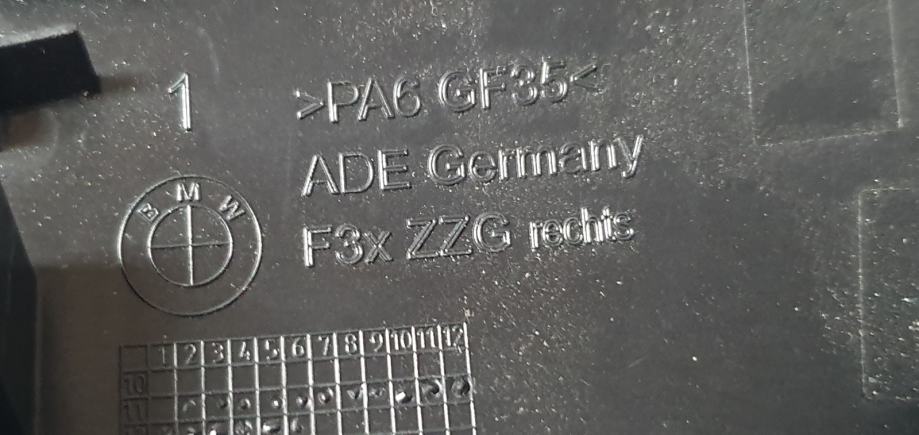 1 >PA6 GF35<
ADE Germany
BMW
F3x ZZG rechts
1 2 3 4 5 6 7 8 9 10 11 12
10
11